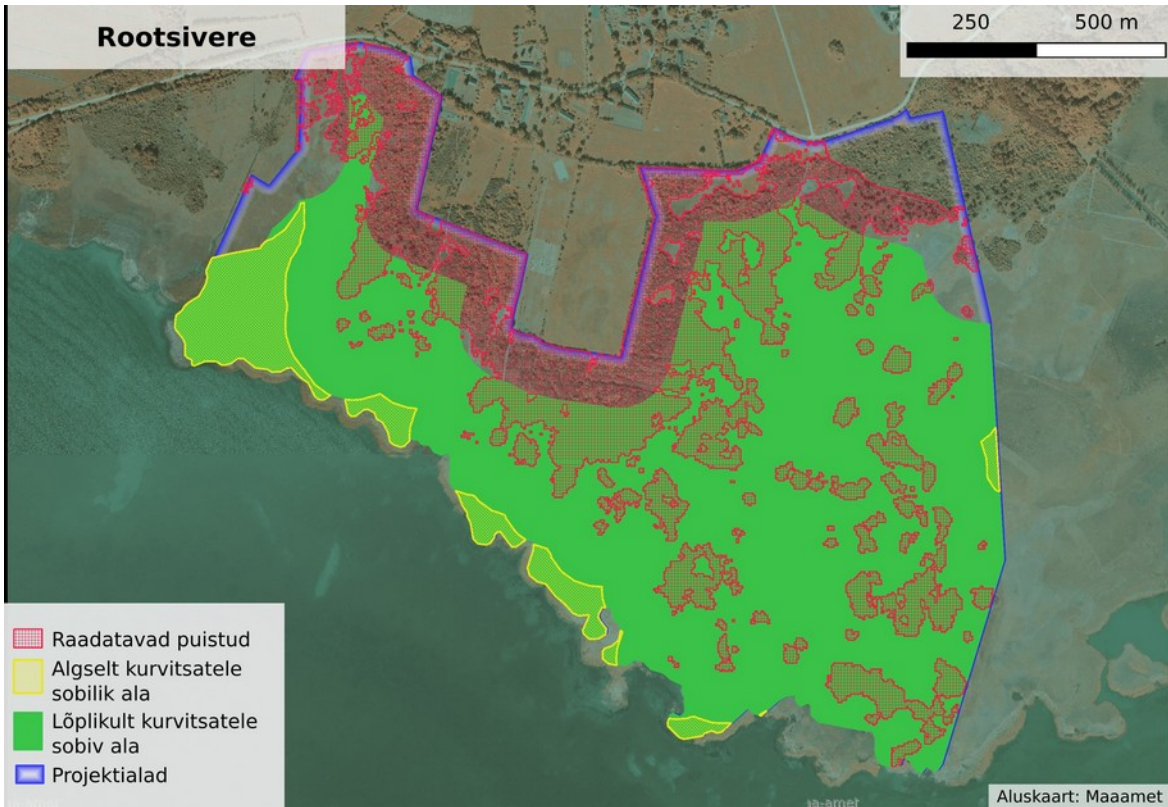 Rootsivere
250 500 m
Raadatavad puistud
Algselt kurvitsatele
sobilik ala
Lõplikult kurvitsatele
sobiv ala
Projektialad
Aluskaart: Maaamet